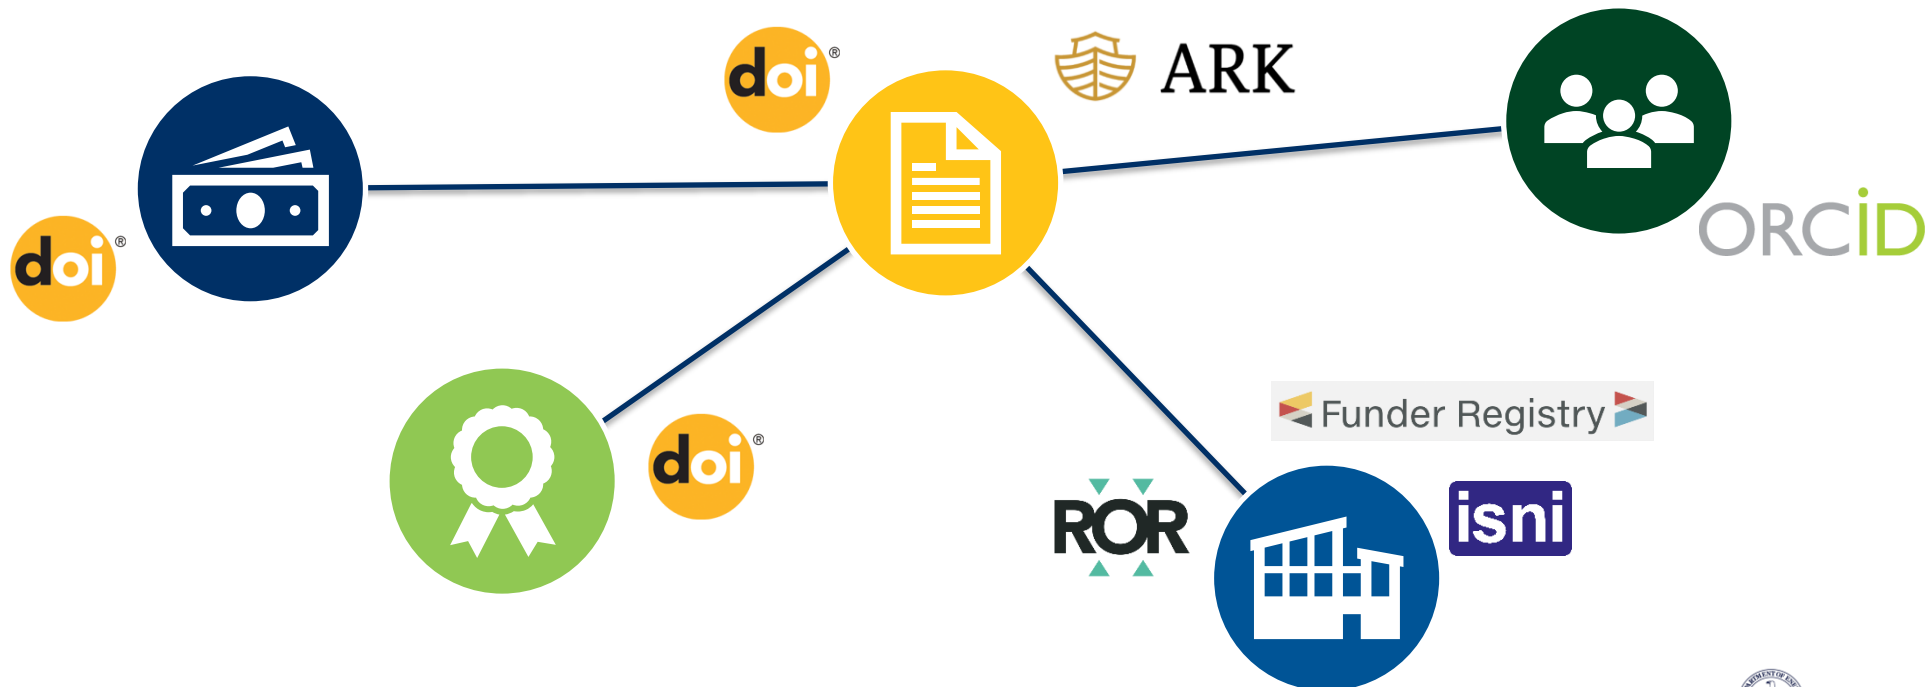 doi®
ARK
ORCiD
doi®
doi®
Funder Registry
ROR
isni